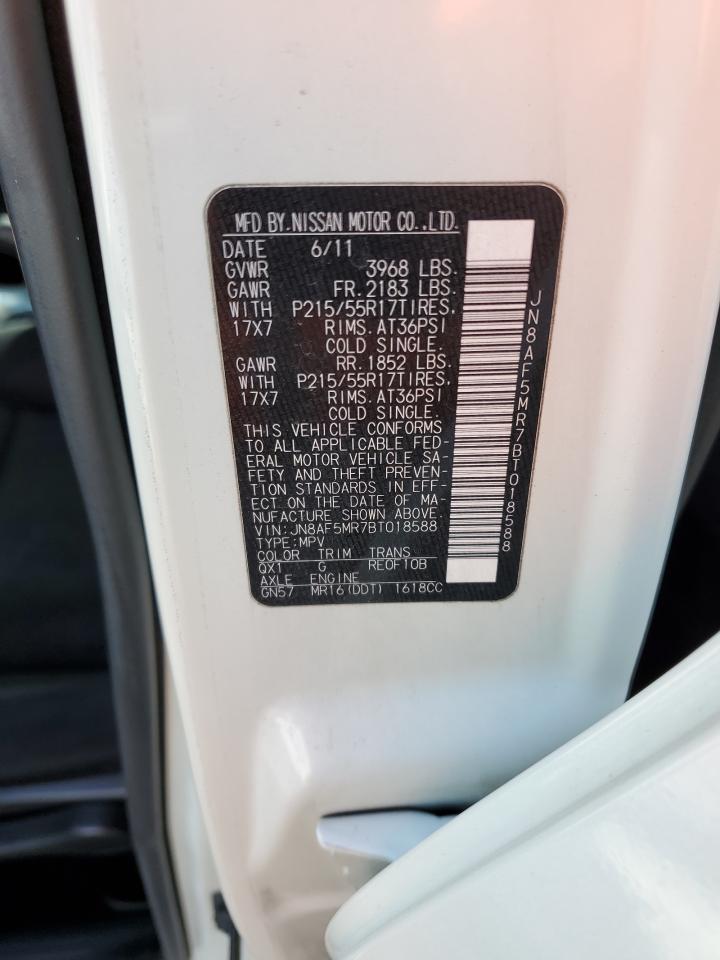 MFD BY.NISSAN MOTOR CO.,LTD.
DATE 6/11
GVWR 3968 LBS.
GAWR FR.2183 LBS.
WITH P215/55R17TIRES,
17X7 RIMS.AT36PSI
COLD SINGLE.
GAWR RR.1852 LBS.
WITH P215/55R17TIRES,
17X7 RIMS.AT36PSI
COLD SINGLE.
THIS VEHICLE CONFORMS
TO ALL APPLICABLE FED-
ERAL MOTOR VEHICLE SA-
FETY AND THEFT PREVEN-
TION STANDARDS IN EFF-
ECT ON THE DATE OF MA-
NUFACTURE SHOWN ABOVE.
VIN:JN8AF5MR7BT018588
TYPE:MPV
COLOR TRIM TRANS
QX1 G REOF10B
AXLE ENGINE
GN57 MR16(DDT) 1618CC
JN8AF5MR7BT018588